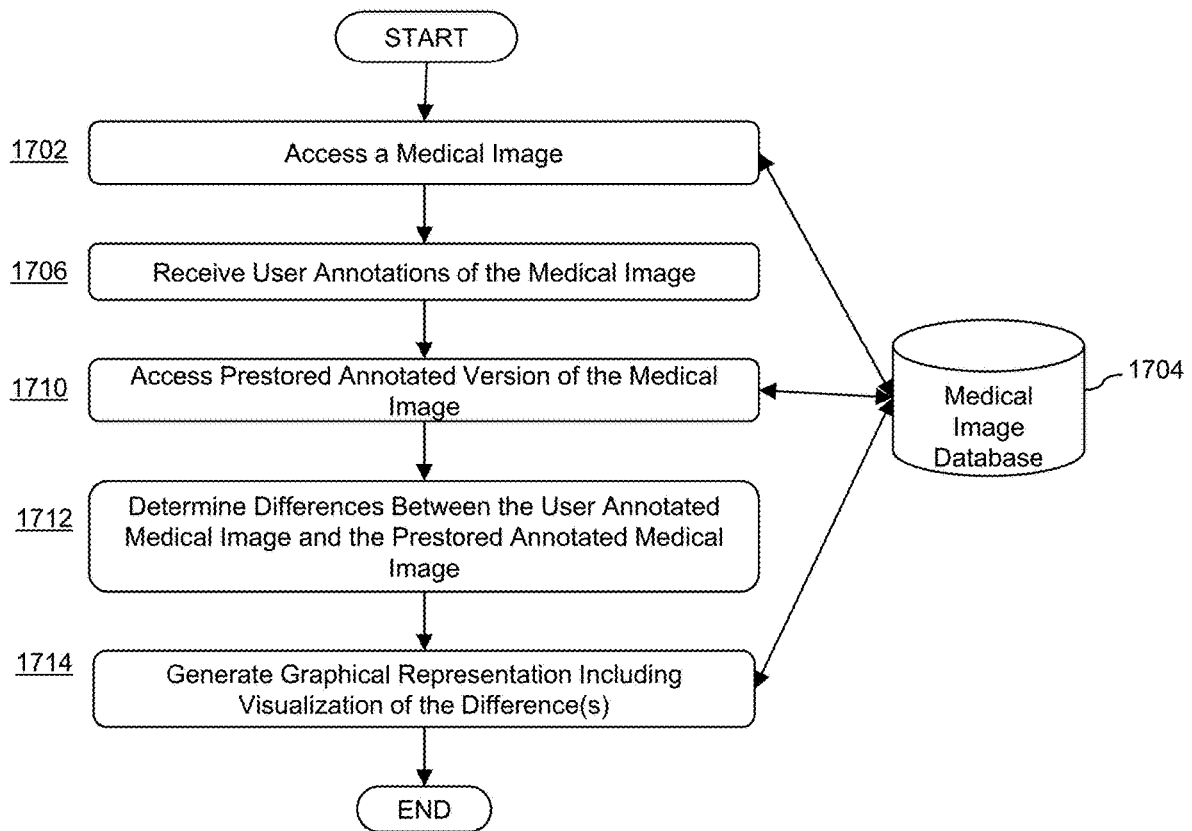 START
1702
Access a Medical Image
1706
Receive User Annotations of the Medical Image
1710
Access Prestored Annotated Version of the Medical
Image
1704
Medical
Image
Database
1712
Determine Differences Between the User Annotated
Medical Image and the Prestored Annotated Medical
Image
1714
Generate Graphical Representation Including
Visualization of the Difference(s)
END